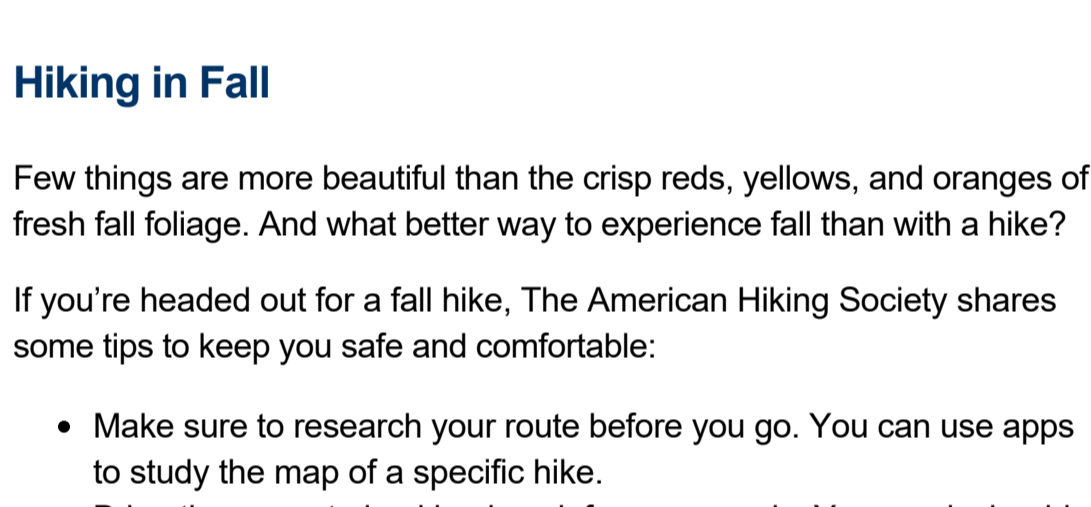 Hiking in Fall
Few things are more beautiful than the crisp reds, yellows, and oranges of
fresh fall foliage. And what better way to experience fall than with a hike?
If you’re headed out for a fall hike, The American Hiking Society shares
some tips to keep you safe and comfortable:
• Make sure to research your route before you go. You can use apps
to study the map of a specific hike.